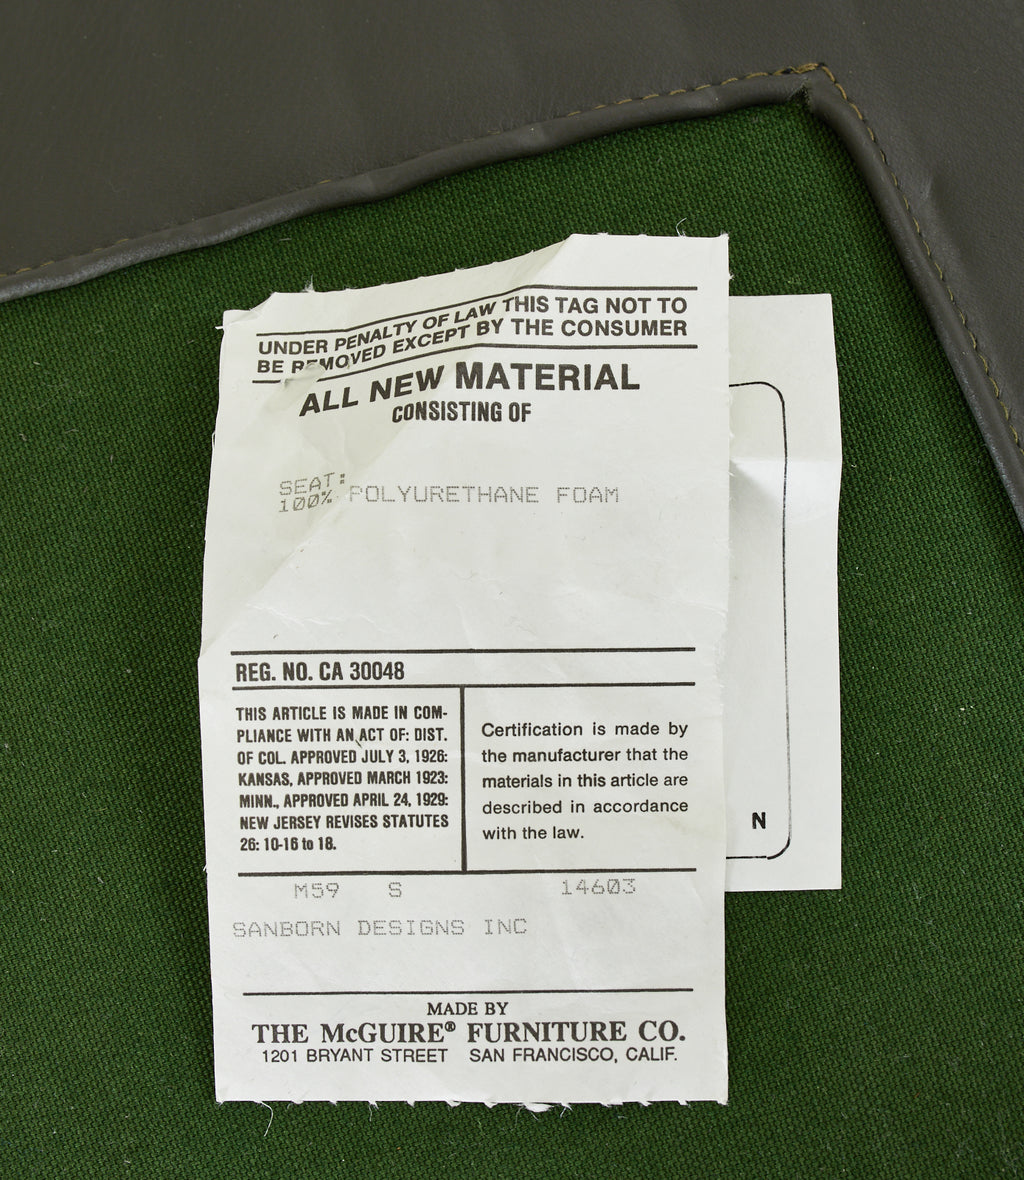 UNDER PENALTY OF LAW THIS TAG NOT TO
BE REMOVED EXCEPT BY THE CONSUMER
ALL NEW MATERIAL
CONSISTING OF
SEAT:
100% POLYURETHANE FOAM
REG. NO. CA 30048
THIS ARTICLE IS MADE IN COM-
PLIANCE WITH AN ACT OF: DIST.
OF COL. APPROVED JULY 3, 1926:
KANSAS, APPROVED MARCH 1923:
MINN., APPROVED APRIL 24, 1929:
NEW JERSEY REVISES STATUTES
26: 10-16 to 18.
Certification is made by
the manufacturer that the
materials in this article are
described in accordance
with the law.
N
M59 S 14603
SANBORN DESIGNS INC
MADE BY
THE McGUIRE® FURNITURE CO.
1201 BRYANT STREET SAN FRANCISCO, CALIF.